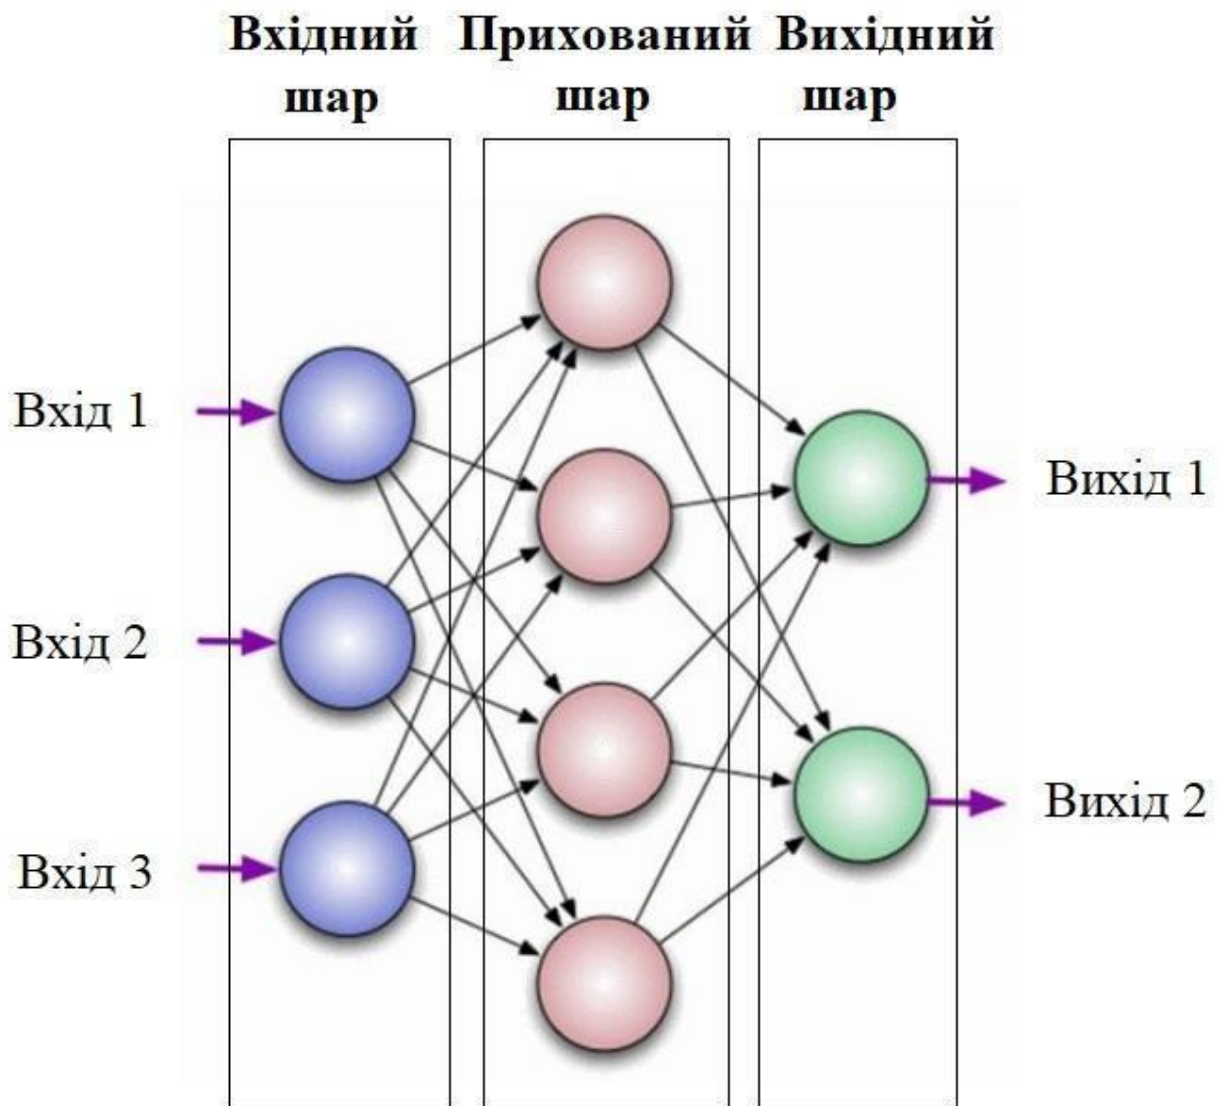 Вхідний
шар
Прихований
шар
Вихідний
шар
Вхід 1
Вхід 2
Вхід 3
Вихід 1
Вихід 2